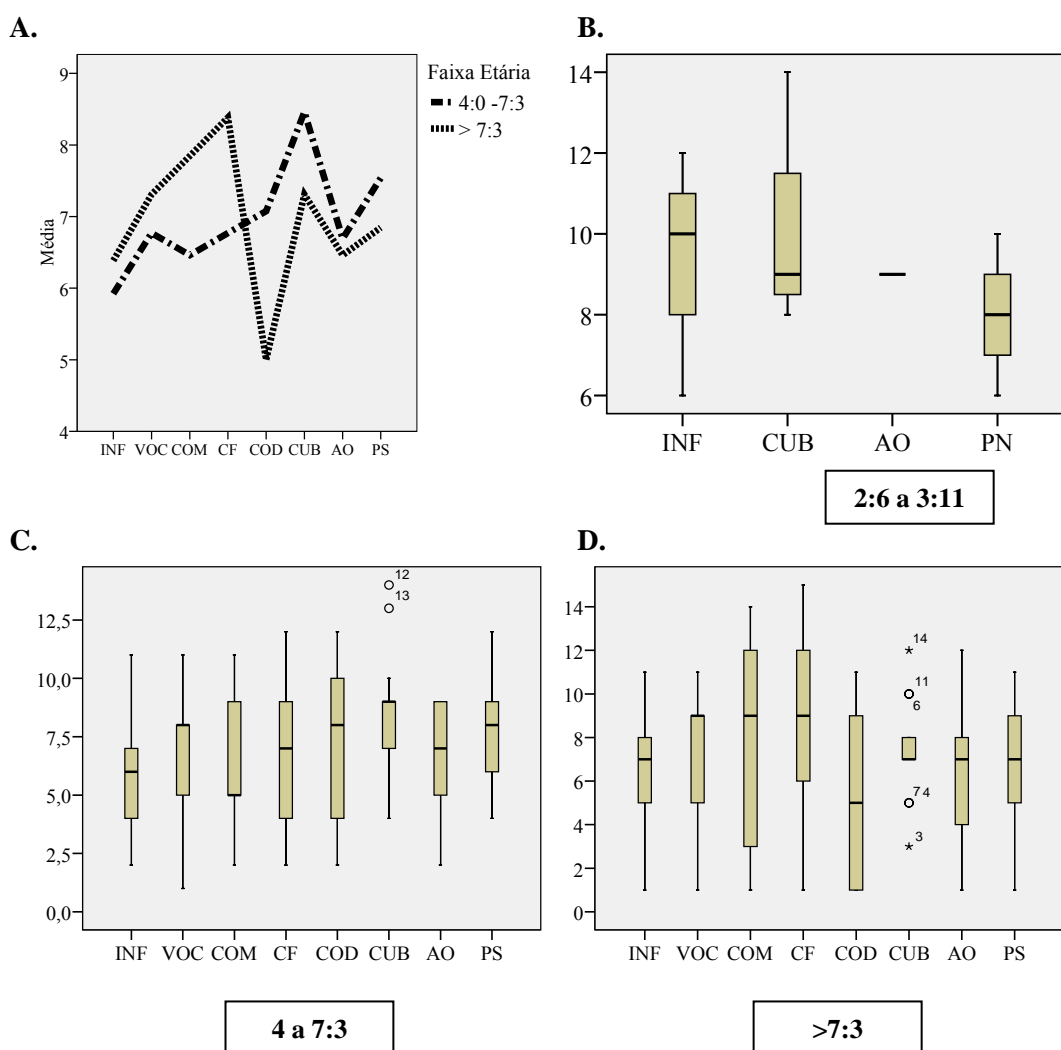 A.
B.
9
8
7
6
5
4
Média
INF VOC COM CF COD CUB AO PS
Faixa Etária
4:0 -7:3
> 7:3
14
12
10
8
6
INF CUB AO PN
2:6 a 3:11
C.
D.
12,5
10,0
7,5
5,0
2,5
0,0
12
13
INF VOC COM CF COD CUB AO PS
4 a 7:3
14
12
10
8
6
4
2
0
14
11
6
7 4
3
INF VOC COM CF COD CUB AO PS
>7:3